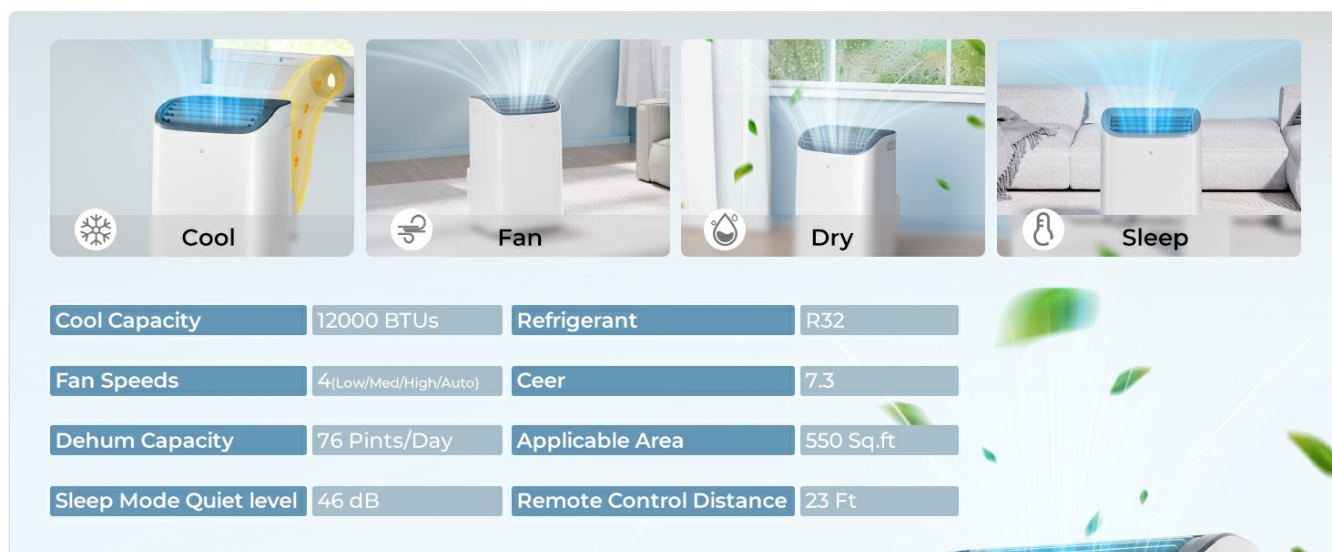 Cool
Fan
Dry
Sleep
Cool Capacity 12000 BTUs Refrigerant R32
Fan Speeds 4(Low/Med/High/Auto) Ceer 7.3
Dehum Capacity 76 Pints/Day Applicable Area 550 Sq.ft
Sleep Mode Quiet level 46 dB Remote Control Distance 23 Ft